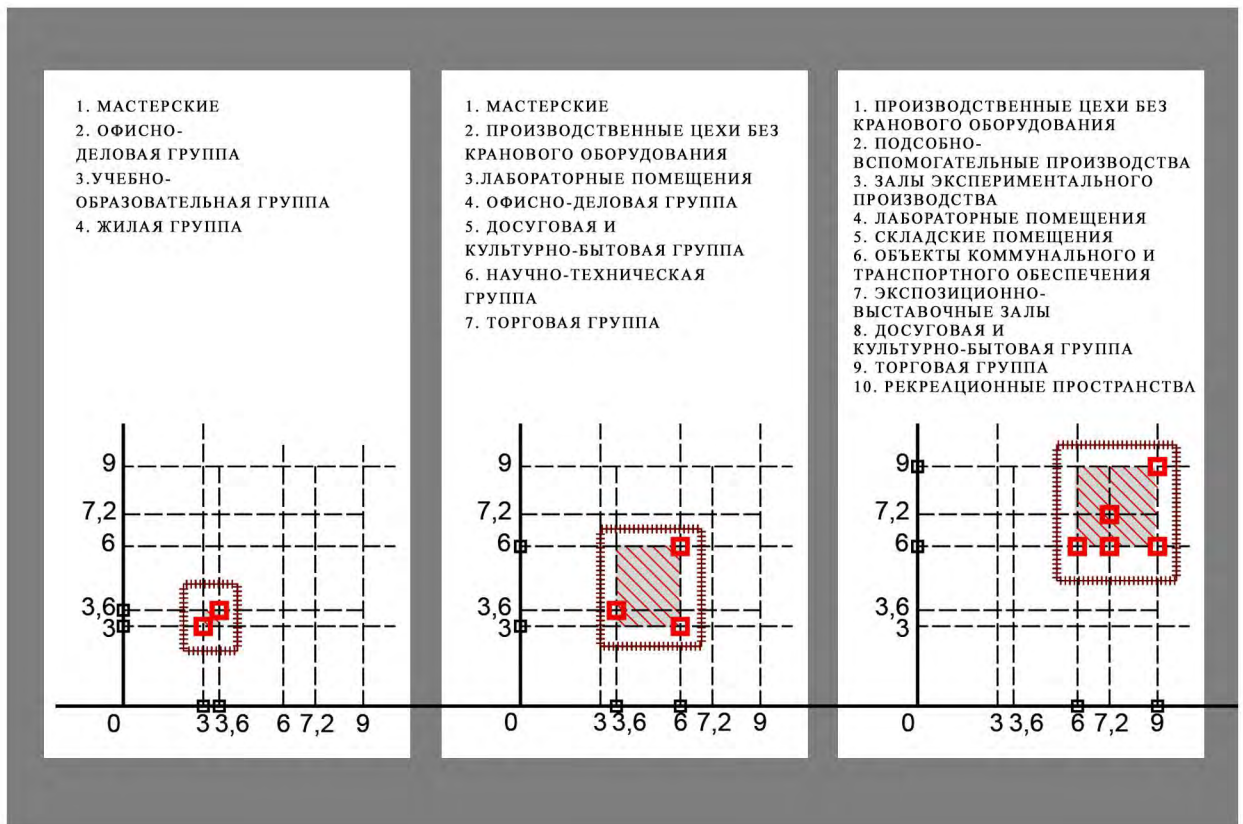 1. МАСТЕРСКИЕ
2. ОФИСНО-
ДЕЛОВАЯ ГРУППА
3.УЧЕБНО-
ОБРАЗОВАТЕЛЬНАЯ ГРУППА
4. ЖИЛАЯ ГРУППА
9
7,2
6
3,6
3
0
3 3,6 6 7,2 9
1. МАСТЕРСКИЕ
2. ПРОИЗВОДСТВЕННЫЕ ЦЕХИ БЕЗ
КРАНОВОГО ОБОРУДОВАНИЯ
3.ЛАБОРАТОРНЫЕ ПОМЕЩЕНИЯ
4. ОФИСНО-ДЕЛОВАЯ ГРУППА
5. ДОСУГОВАЯ И
КУЛЬТУРНО-БЫТОВАЯ ГРУППА
6. НАУЧНО-ТЕХНИЧЕСКАЯ
ГРУППА
7. ТОРГОВАЯ ГРУППА
9
7,2
6
3,6
3
0 3 3,6 6 7,2 9
1. ПРОИЗВОДСТВЕННЫЕ ЦЕХИ БЕЗ
КРАНОВОГО ОБОРУДОВАНИЯ
2. ПОДСОБНО-
ВСПОМОГАТЕЛЬНЫЕ ПРОИЗВОДСТВА
3. ЗАЛЫ ЭКСПЕРИМЕНТАЛЬНОГО
ПРОИЗВОДСТВА
4. ЛАБОРАТОРНЫЕ ПОМЕЩЕНИЯ
5. СКЛАДСКИЕ ПОМЕЩЕНИЯ
6. ОБЪЕКТЫ КОММУНАЛЬНОГО И
ТРАНСПОРТНОГО ОБЕСПЕЧЕНИЯ
7. ЭКСПОЗИЦИОННО-
ВЫСТАВОЧНЫЕ ЗАЛЫ
8. ДОСУГОВАЯ И
КУЛЬТУРНО-БЫТОВАЯ ГРУППА
9. ТОРГОВАЯ ГРУППА
10. РЕКРЕАЦИОННЫЕ ПРОСТРАНСТВА
9
7,2
6
3,6
3
0 3 3,6 6 7,2 9